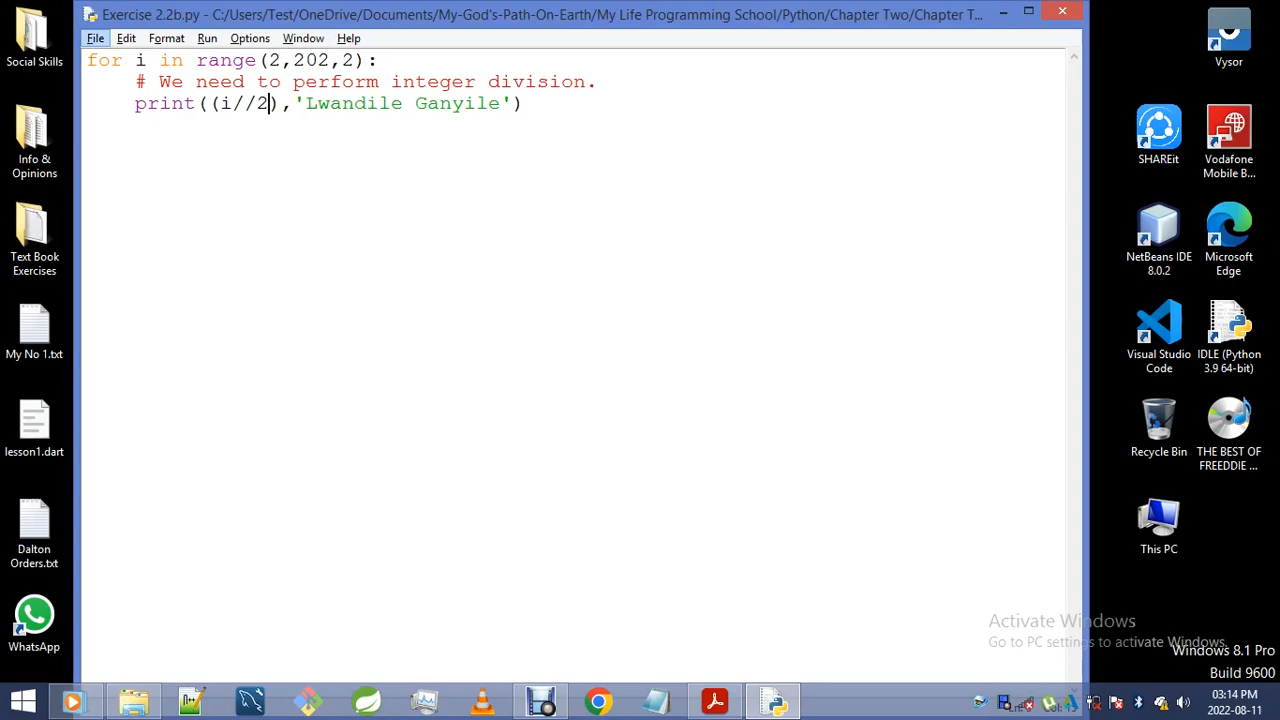 Exercise 2.2b.py - C:/Users/Test/OneDrive/Documents/My-God's-Path-On-Earth/My Life Programming School/Python/Chapter Two/Chapter T...
File Edit Format Run Options Window Help
for i in range(2,202,2):
# We need to perform integer division.
print((i//2),'Lwandile Ganyile')
Social Skills
Info &
Opinions
Text Book
Exercises
My No 1.txt
lesson1.dart
Dalton
Orders.txt
WhatsApp
Vysor
SHAREit
Vodafone
Mobile B...
NetBeans IDE
8.0.2
Microsoft
Edge
Visual Studio
Code
IDLE (Python
3.9 64-bit)
Recycle Bin
THE BEST OF
FREDDIE ...
This PC
Activate Windows
Go to PC settings to activate Windows.
Windows 8.1 Pro
Build 9600
03:14 PM
2022-08-11